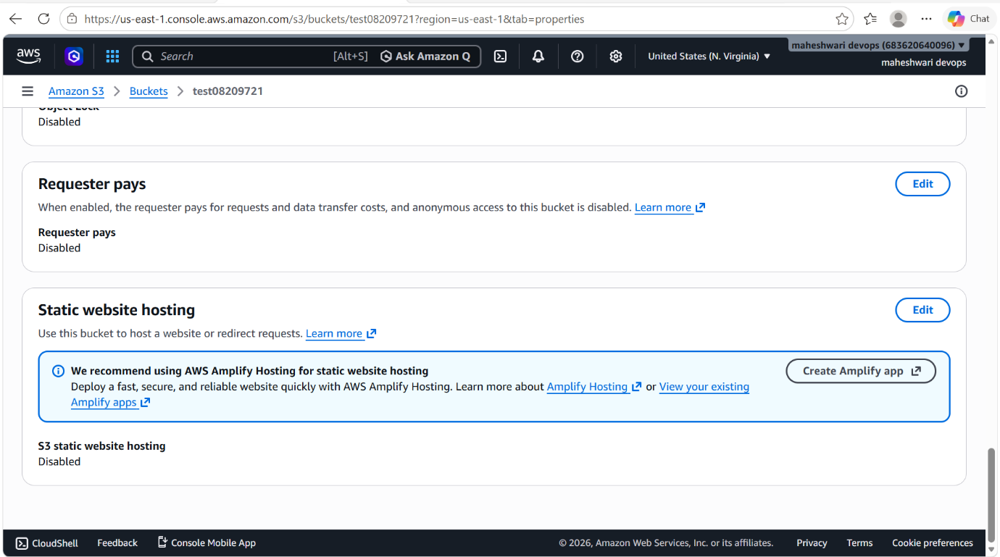 https://us-east-1.console.aws.amazon.com/s3/buckets/test08209721?region=us-east-1&tab=properties
Chat
aws
Search [Alt+S] Ask Amazon Q
United States (N. Virginia)
maheshwari devops (683620640096)
maheshwari devops
Amazon S3 > Buckets > test08209721
Object Lock
Disabled
Requester pays
Edit
When enabled, the requester pays for requests and data transfer costs, and anonymous access to this bucket is disabled. Learn more
Requester pays
Disabled
Static website hosting
Edit
Use this bucket to host a website or redirect requests. Learn more
We recommend using AWS Amplify Hosting for static website hosting
Create Amplify app
Deploy a fast, secure, and reliable website quickly with AWS Amplify Hosting. Learn more about Amplify Hosting or View your existing
Amplify apps
S3 static website hosting
Disabled
CloudShell Feedback Console Mobile App © 2026, Amazon Web Services, Inc. or its affiliates. Privacy Terms Cookie preferences